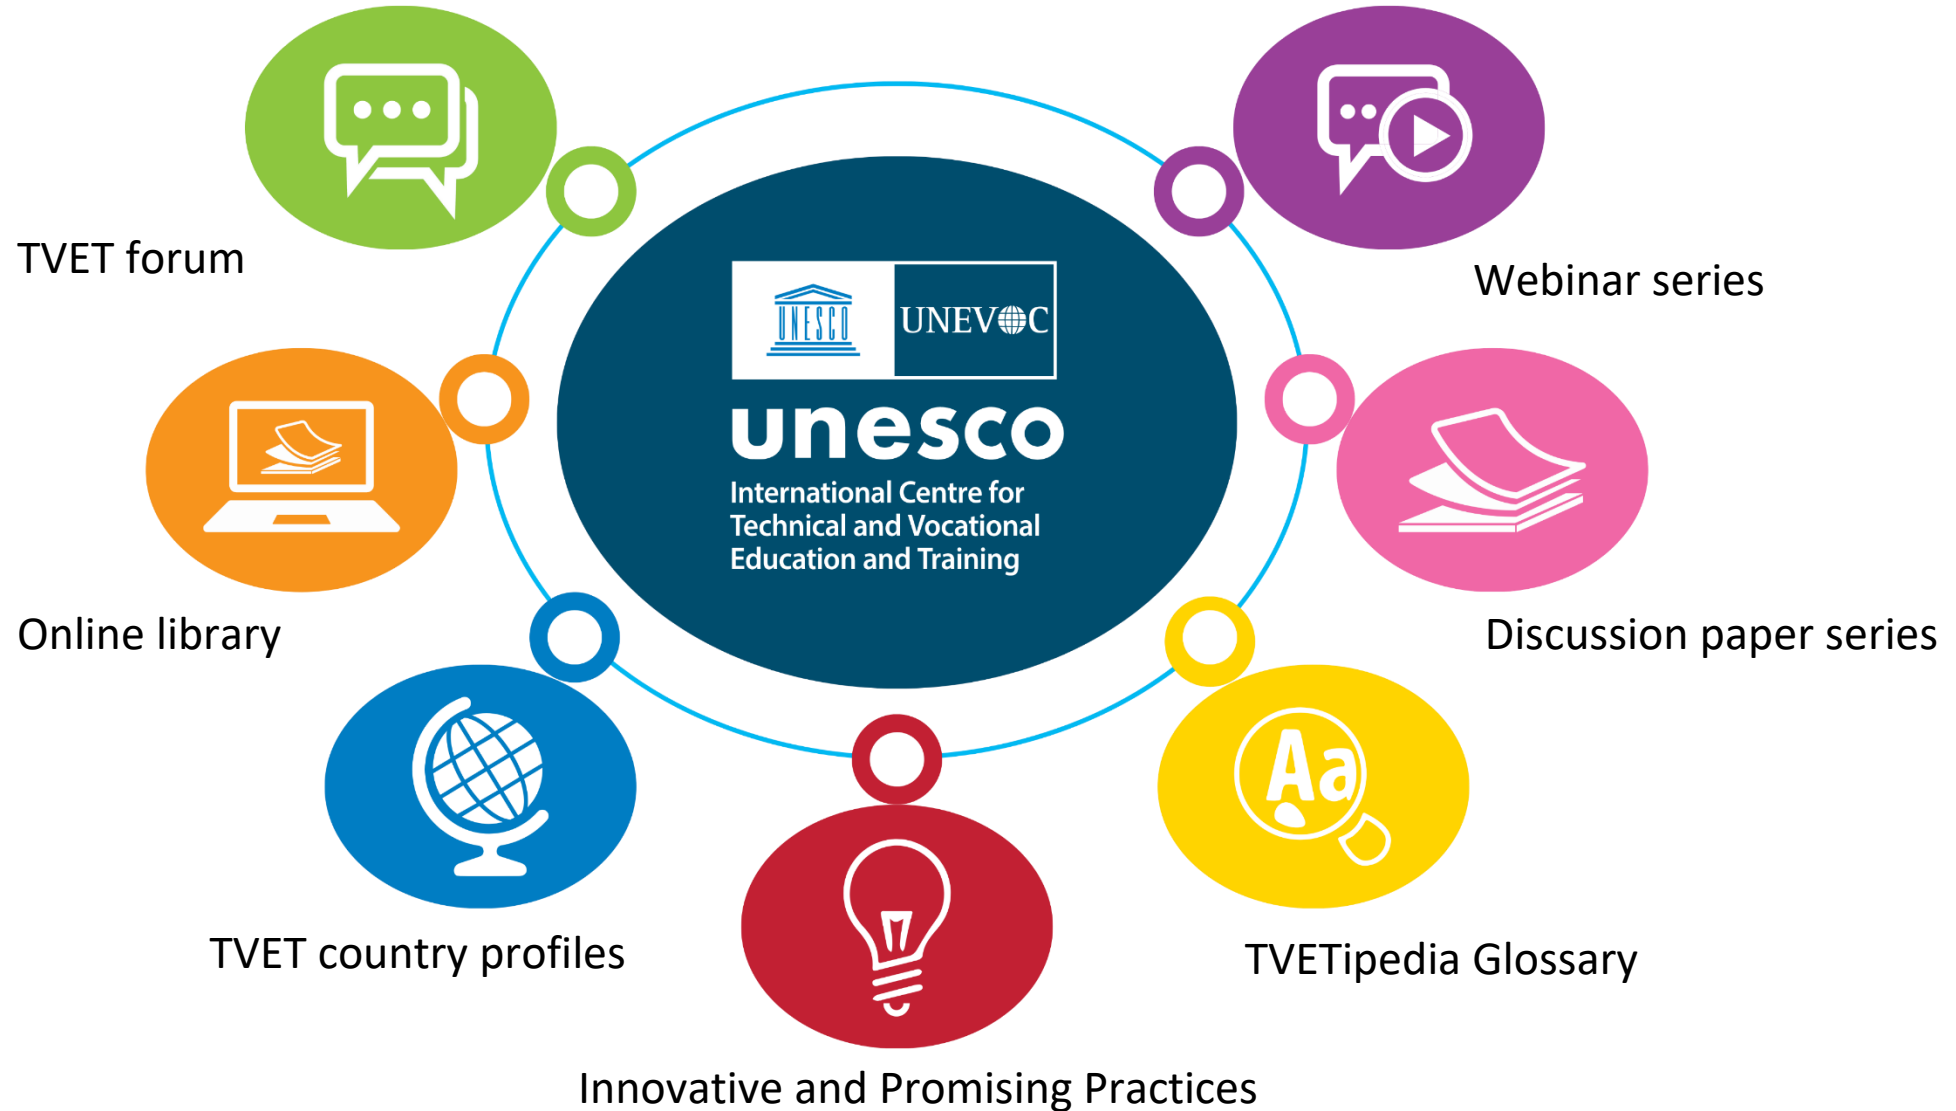 TVET forum
Webinar series
UNESCO
UNEVOC
unesco
International Centre for
Technical and Vocational
Education and Training
Online library
Discussion paper series
Aa
TVET country profiles
TVETipedia Glossary
Innovative and Promising Practices